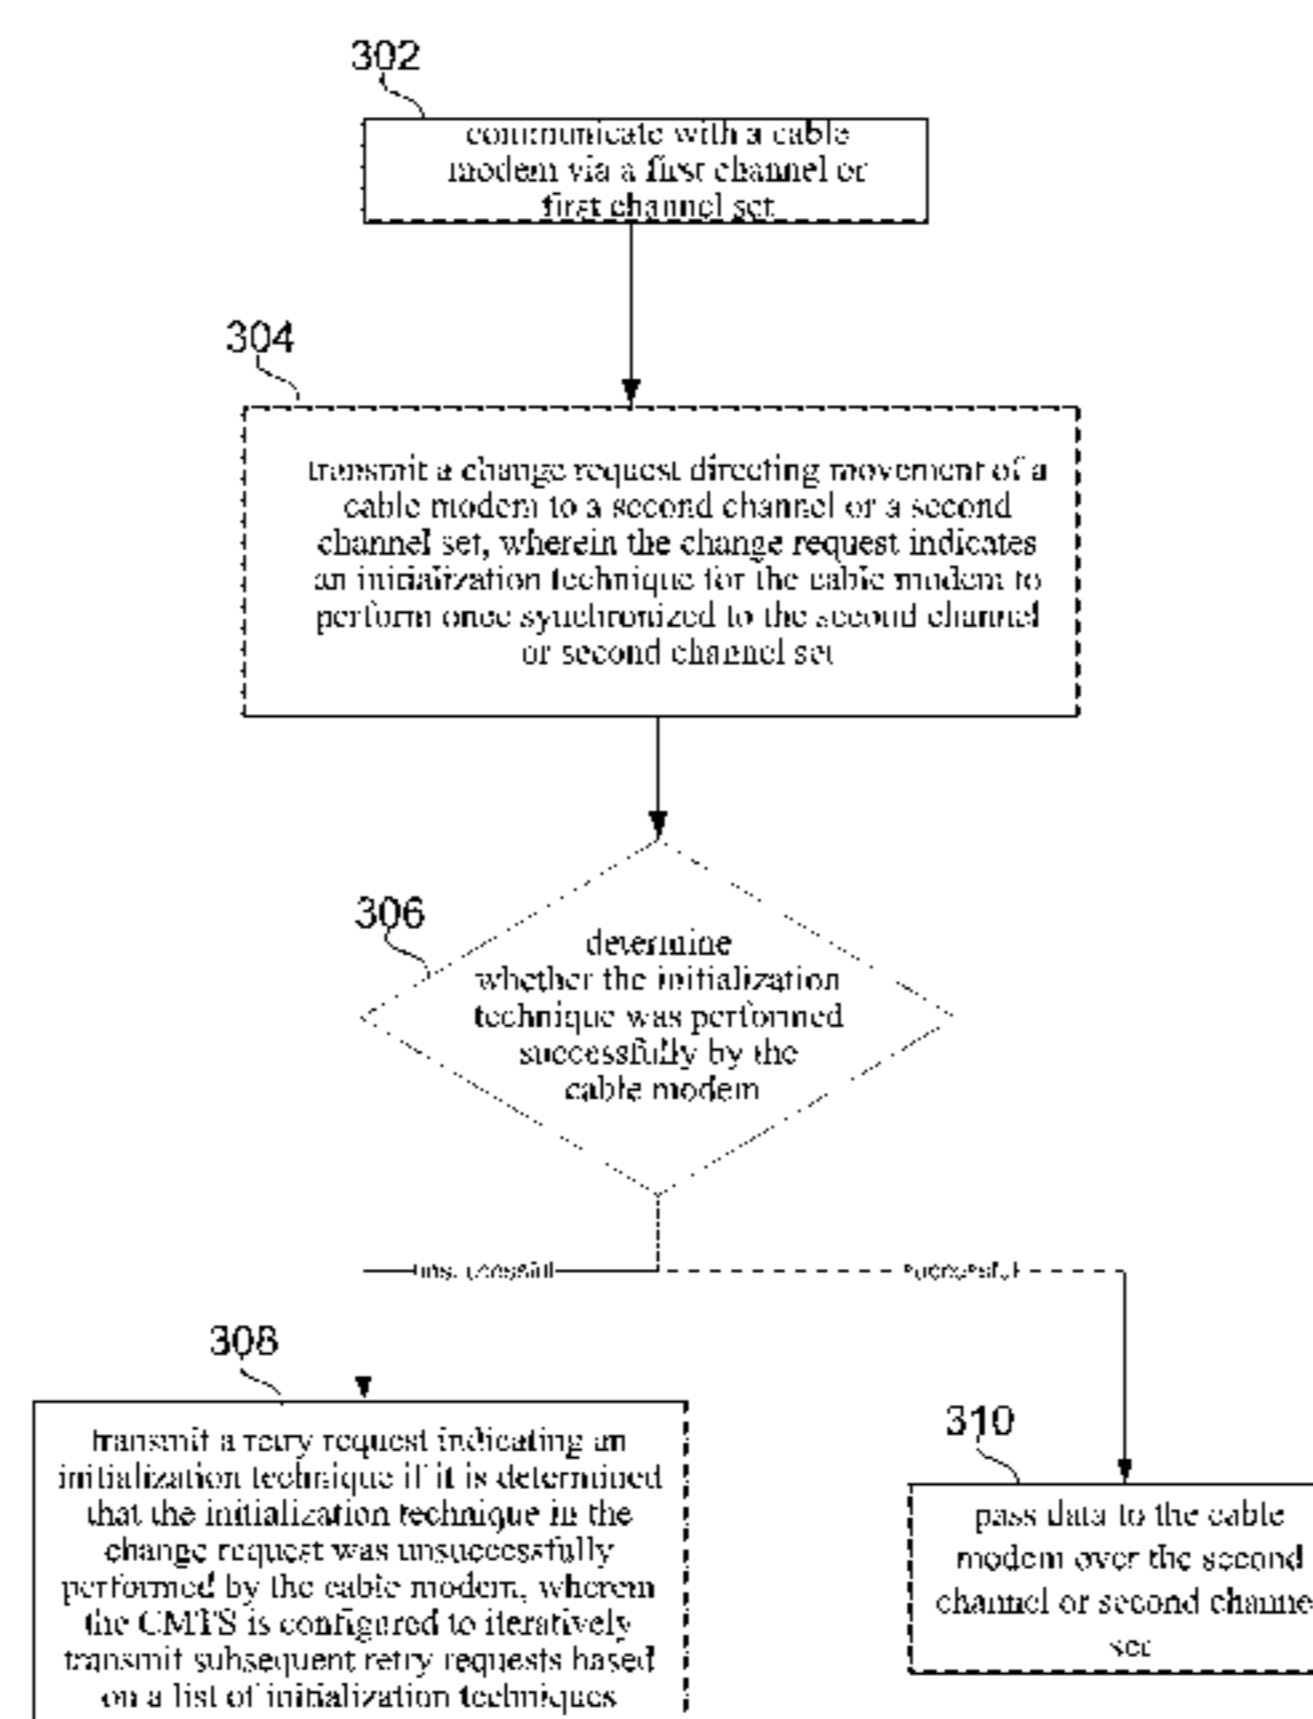 302
communicate with a cable
modem via a first channel or
first channel set
304
transmit a change request directing movement of a
cable modem to a second channel or a second
channel set, wherein the change request indicates
an initialization technique for the cable modem to
perform once synchronized to the second channel
or second channel set
306
determine
whether the initialization
technique was performed
successfully by the
cable modem
unsuccessful
successful
308
transmit a retry request indicating an
initialization technique if it is determined
that the initialization technique in the
change request was unsuccessfully
performed by the cable modem, wherein
the CMTS is configured to iteratively
transmit subsequent retry requests based
on a list of initialization techniques
310
pass data to the cable
modem over the second
channel or second channe
set